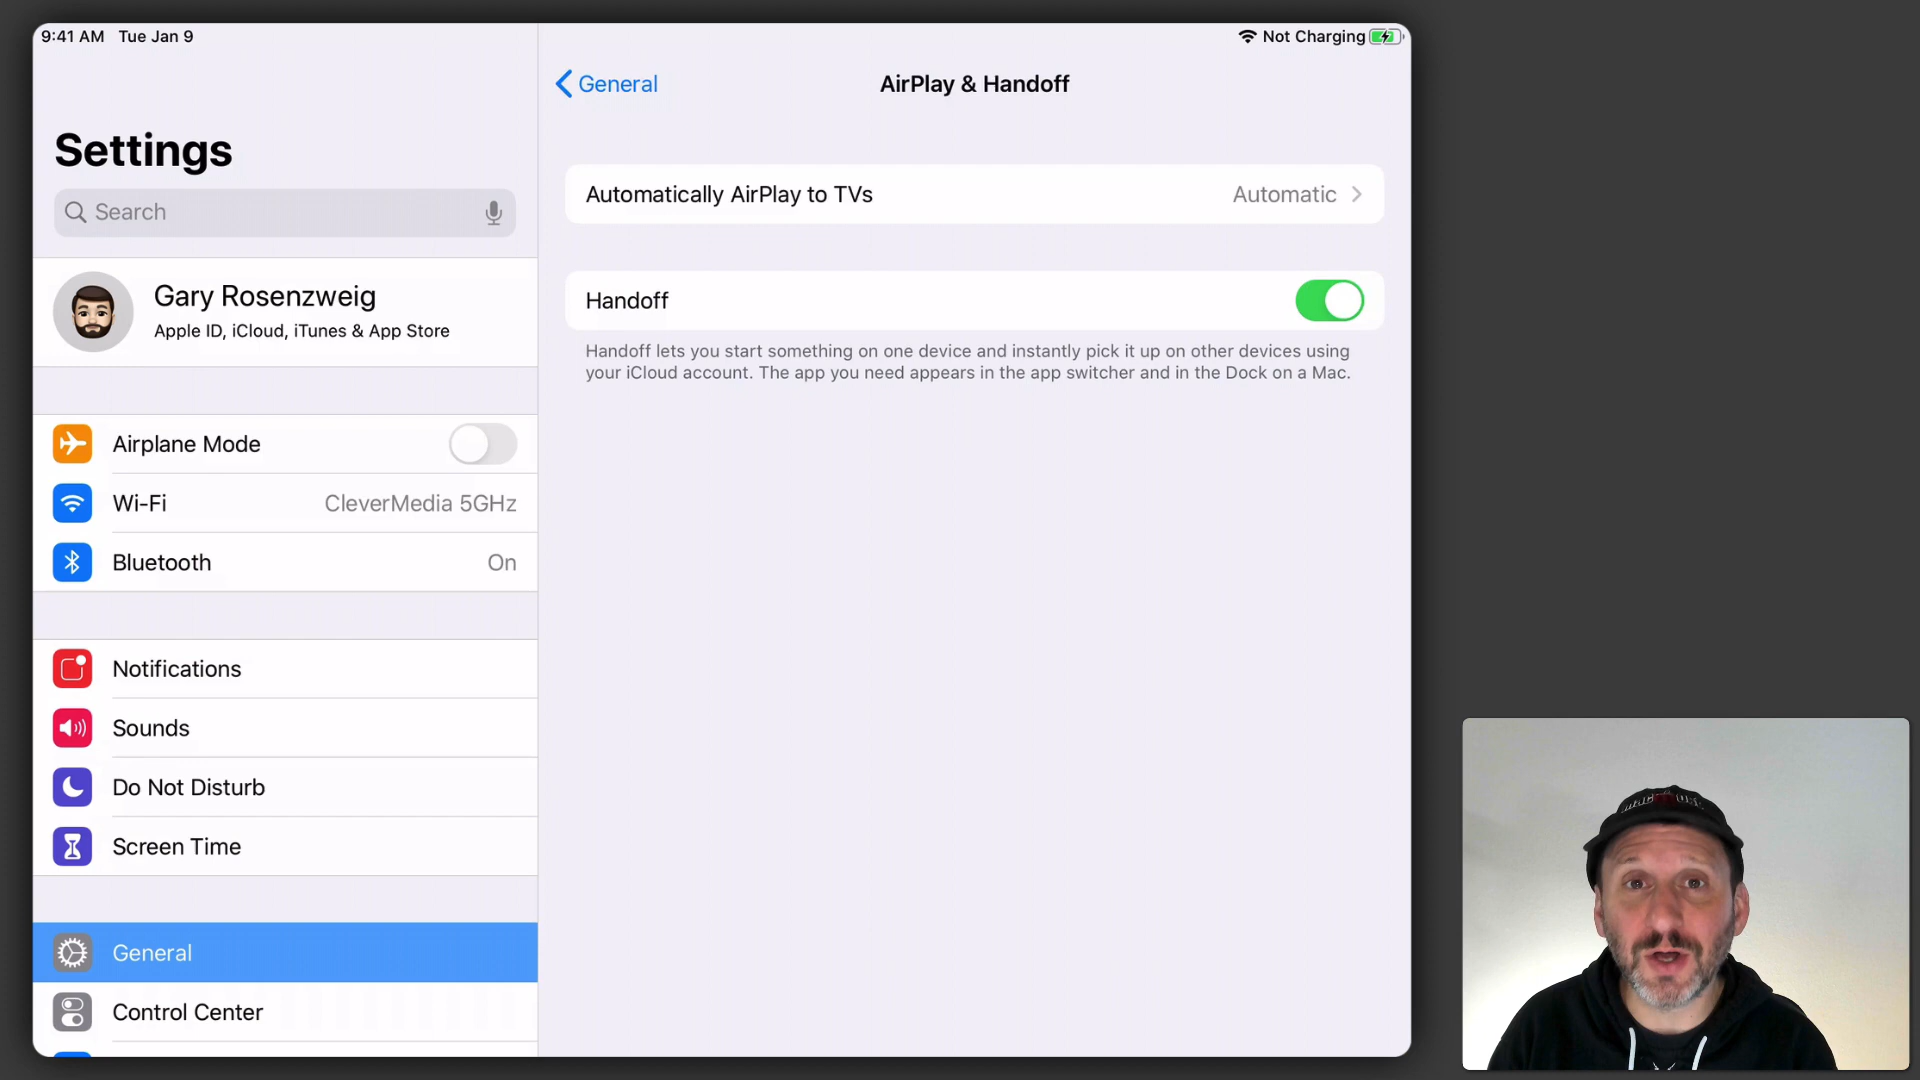 9:41 AM Tue Jan 9
Not Charging
Settings
Search
Gary Rosenzweig
Apple ID, iCloud, iTunes & App Store
Airplane Mode
Wi-Fi CleverMedia 5GHz
Bluetooth On
Notifications
Sounds
Do Not Disturb
Screen Time
General
Control Center
General
AirPlay & Handoff
Automatically AirPlay to TVs Automatic
Handoff
Handoff lets you start something on one device and instantly pick it up on other devices using
your iCloud account. The app you need appears in the app switcher and in the Dock on a Mac.